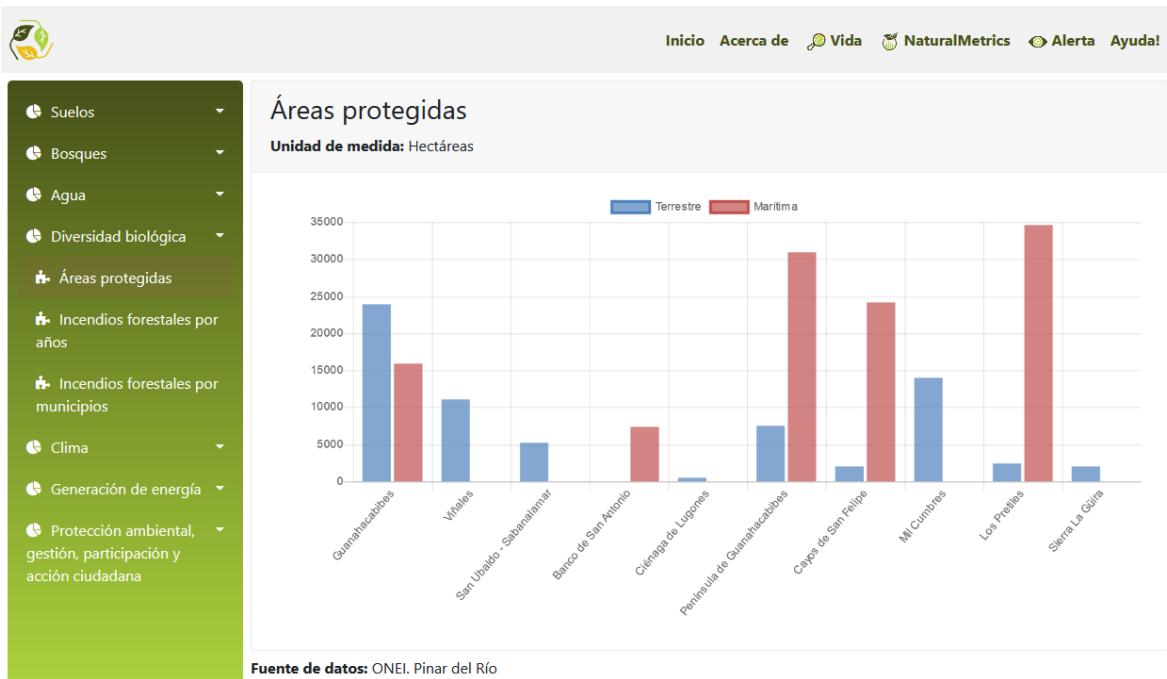 Inicio Acerca de Vida NaturalMetrics Alerta Ayuda!
Suelos
Bosques
Agua
Diversidad biológica
Áreas protegidas
Incendios forestales por
años
Incendios forestales por
municipios
Clima
Generación de energía
Protección ambiental,
gestión, participación y
acción ciudadana
Áreas protegidas
Unidad de medida: Hectáreas
Terrestre Marítima
35000
30000
25000
20000
15000
10000
5000
0
Guanahacabibes
Viñales
San Ubaldo - Sabanalamar
Banco de San Antonio
Ciénaga de Lugones
Península de Guanahacabibes
Cayos de San Felipe
Mil Cumbres
Los Pretiles
Sierra La Güira
Fuente de datos: ONEI. Pinar del Río